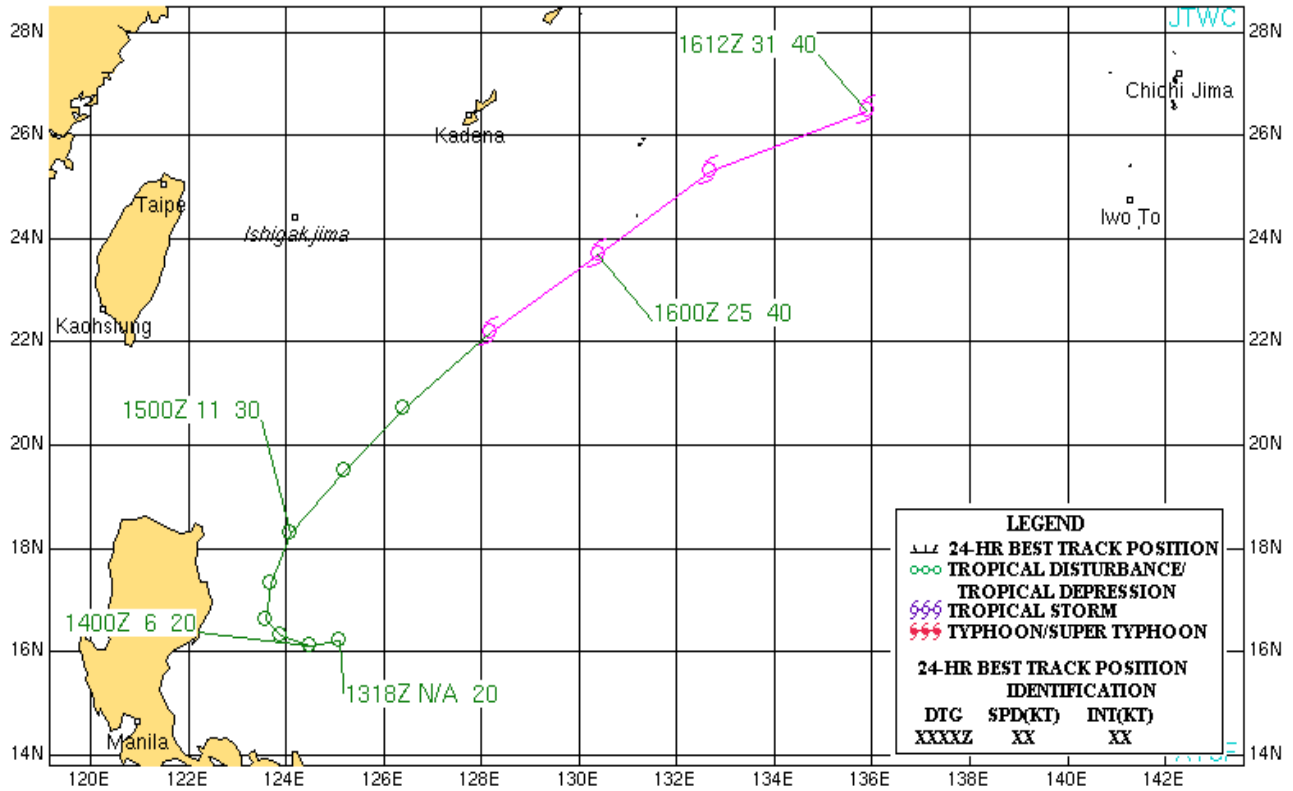 JTWC
28N
28N
1612Z 31 40
Chichi Jima
26N
26N
Kadena
Taipe
Iwo To
Ishigakjima
24N
24N
1600Z 25 40
Kaohsiung
22N
22N
1500Z 11 30
20N
20N
18N
18N
1400Z 6 20
16N
16N
1318Z N/A 20
Manila
14N
14N
LEGEND
24-HR BEST TRACK POSITION
TROPICAL DISTURBANCE/
TROPICAL DEPRESSION
TROPICAL STORM
TYPHOON/SUPER TYPHOON
24-HR BEST TRACK POSITION
IDENTIFICATION
DTG SPD(KT) INT(KT)
XXXXZ XX XX
120E 122E 124E 126E 128E 130E 132E 134E 136E 138E 140E 142E